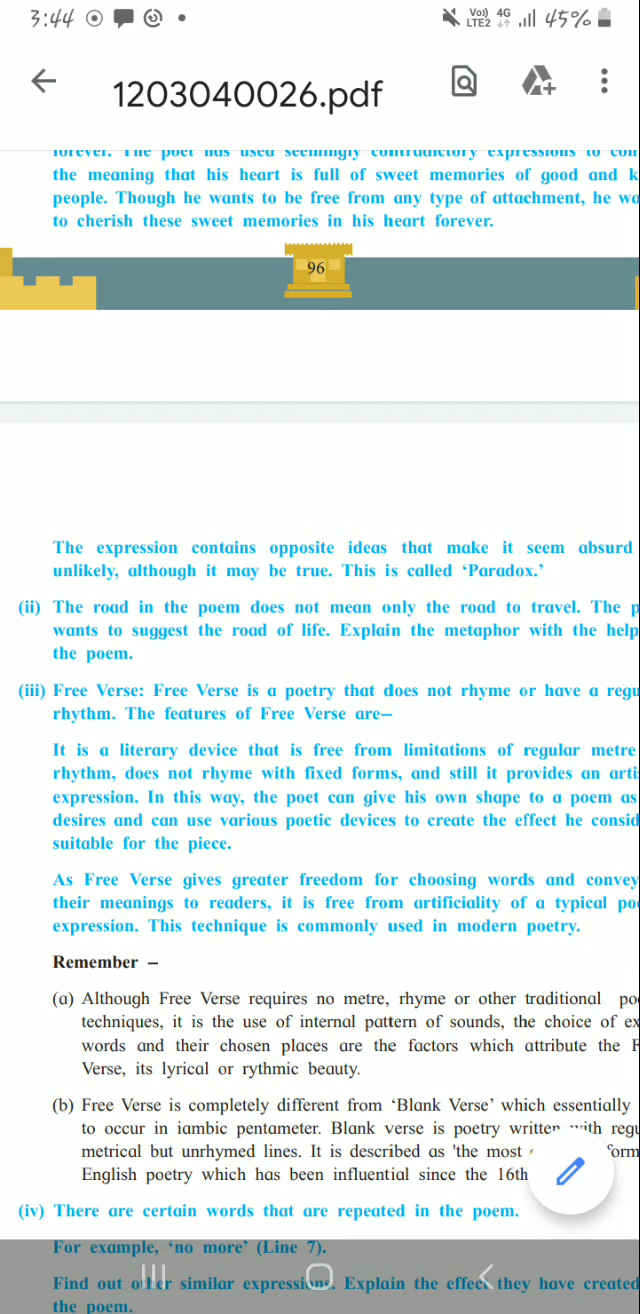 3:44
Vo)) 4G
LTE2
45%
1203040026.pdf
forever. The poet has used seemingly contradictory expressions to
the meaning that his heart is full of sweet memories of good and
people. Though he wants to be free from any type of attachment, he
to cherish these sweet memories in his heart forever.
96
The expression contains opposite ideas that make it seem absurd
unlikely, although it may be true. This is called ‘Paradox.’
(ii) The road in the poem does not mean only the road to travel. The
wants to suggest the road of life. Explain the metaphor with the help
the poem.
(iii) Free Verse: Free Verse is a poetry that does not rhyme or have a
rhythm. The features of Free Verse are–
It is a literary device that is free from limitations of regular metre
rhythm, does not rhyme with fixed forms, and still it provides an
expression. In this way, the poet can give his own shape to a poem as
desires and can use various poetic devices to create the effect he
suitable for the piece.
As Free Verse gives greater freedom for choosing words and convey
their meanings to readers, it is free from artificiality of a typical
expression. This technique is commonly used in modern poetry.
Remember –
(a) Although Free Verse requires no metre, rhyme or other traditional
techniques, it is the use of internal pattern of sounds, the choice of
words and their chosen places are the factors which attribute the
Verse, its lyrical or rythmic beauty.
(b) Free Verse is completely different from ‘Blank Verse’ which essentially
to occur in iambic pentameter. Blank verse is poetry written with
metrical but unrhymed lines. It is described as 'the most form
English poetry which has been influential since the 16th
(iv) There are certain words that are repeated in the poem.
For example, ‘no more’ (Line 7).
Find out other similar expressions. Explain the effect they have created
the poem.